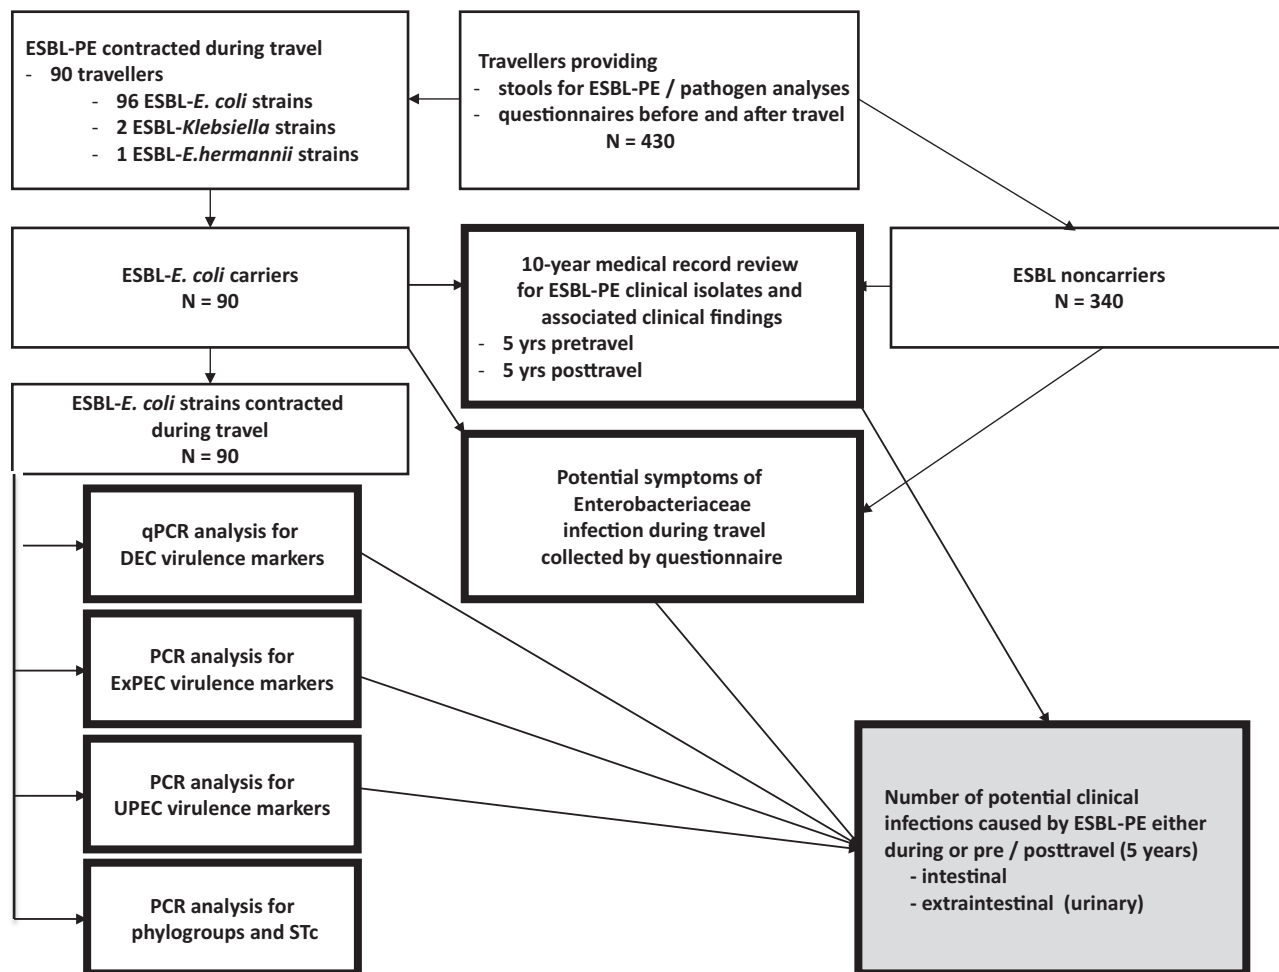 ESBL-PE contracted during travel
- 90 travellers
- 96 ESBL-E. coli strains
- 2 ESBL-Klebsiella strains
- 1 ESBL-E.hermannii strains
Travellers providing
- stools for ESBL-PE / pathogen analyses
- questionnaires before and after travel
N = 430
ESBL-E. coli carriers
N = 90
10-year medical record review
for ESBL-PE clinical isolates and
associated clinical findings
- 5 yrs pretravel
- 5 yrs posttravel
ESBL noncarriers
N = 340
ESBL-E. coli strains contracted
during travel
N = 90
Potential symptoms of
Enterobacteriaceae
infection during travel
collected by questionnaire
qPCR analysis for
DEC virulence markers
PCR analysis for
ExPEC virulence markers
PCR analysis for
UPEC virulence markers
PCR analysis for
phylogroups and STc
Number of potential clinical
infections caused by ESBL-PE either
during or pre / posttravel (5 years)
- intestinal
- extraintestinal (urinary)